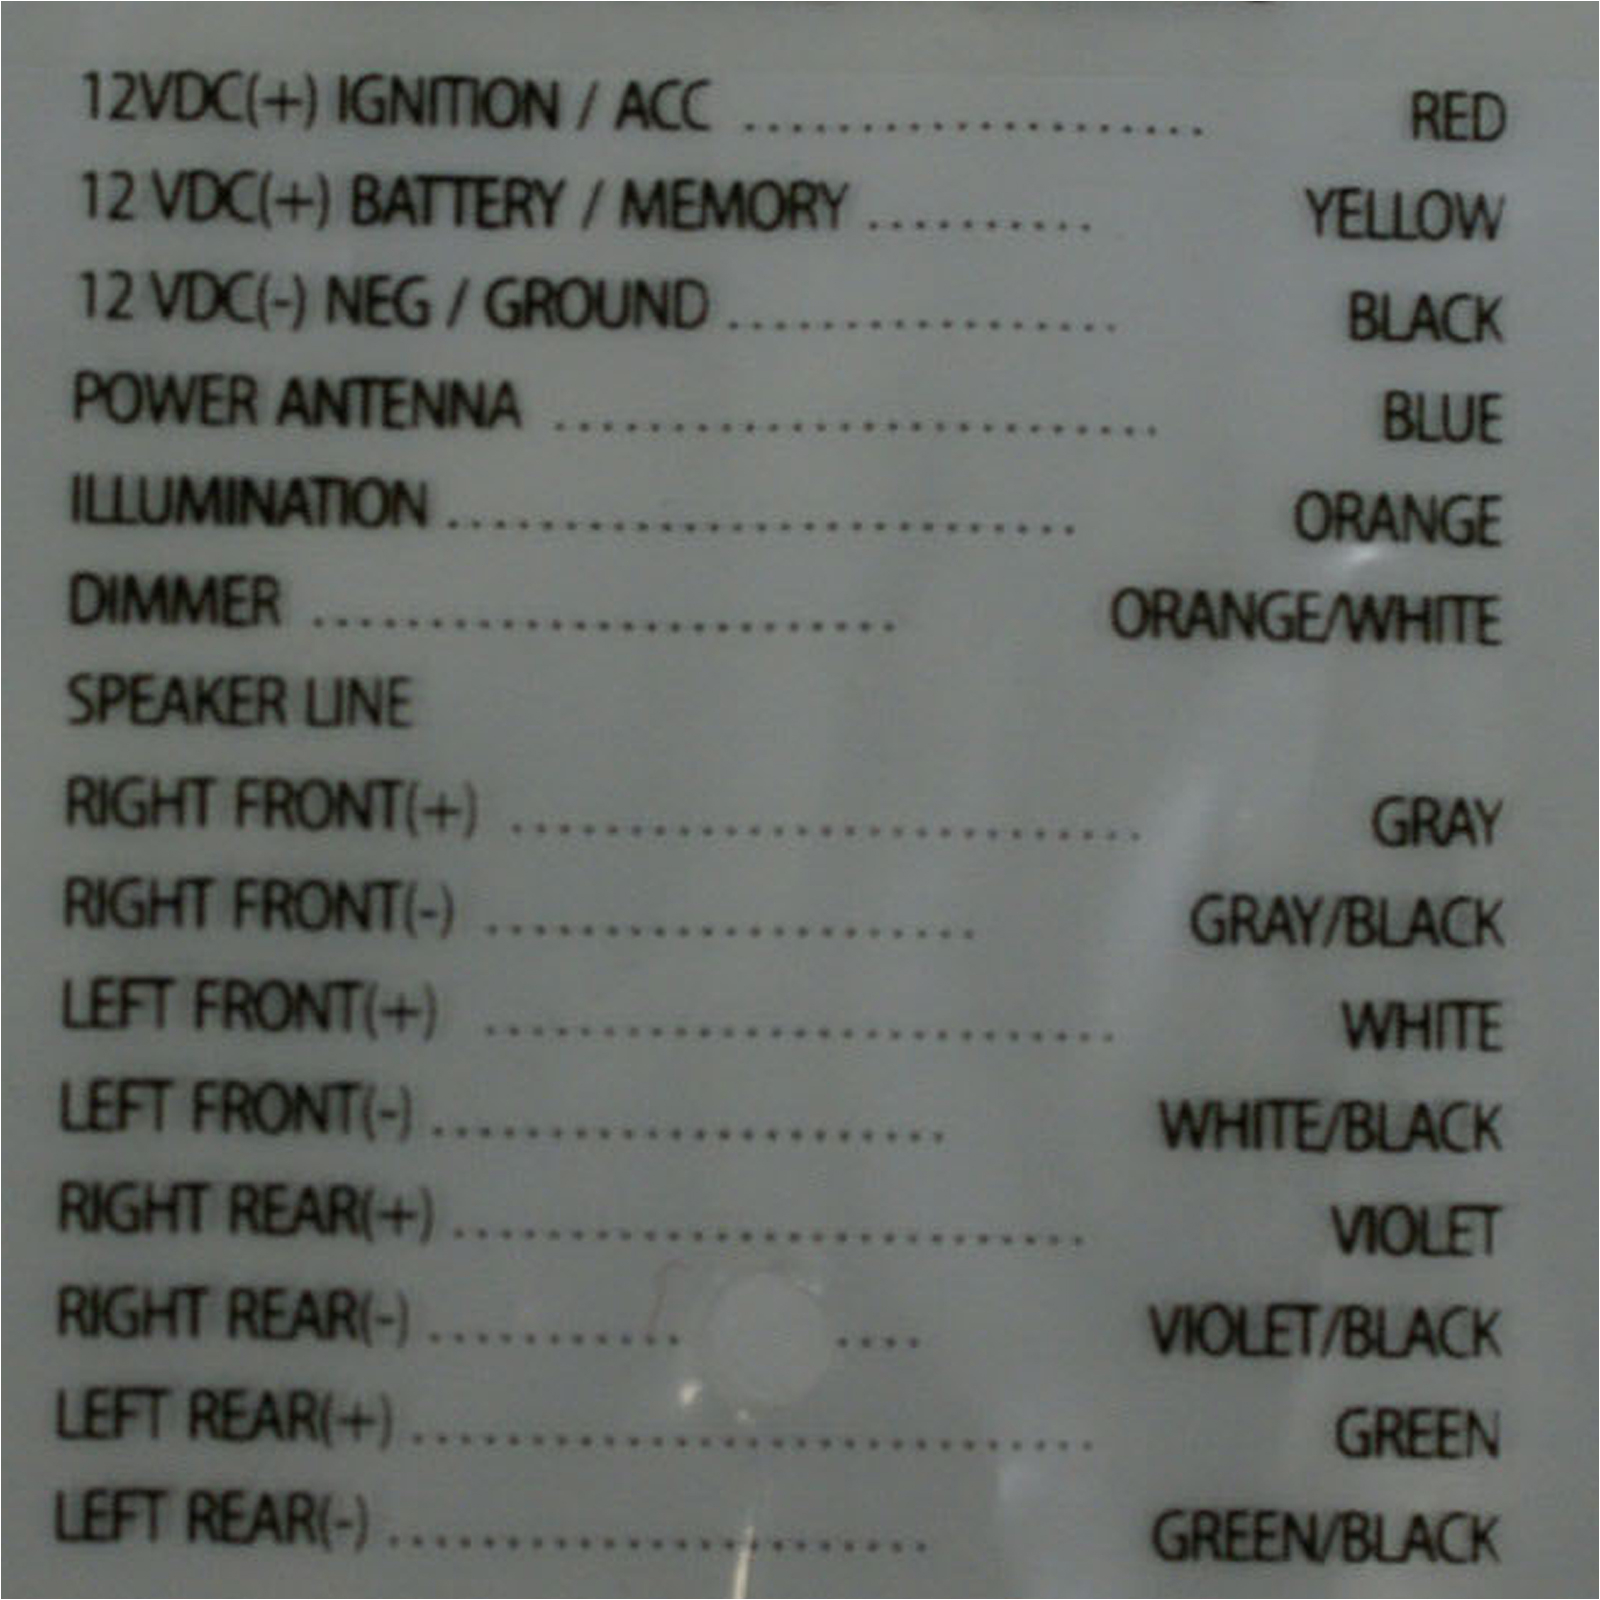 12VDC(+) IGNITION / ACC .................... RED
12 VDC(+) BATTERY / MEMORY .......... YELLOW
12 VDC(-) NEG / GROUND ................. BLACK
POWER ANTENNA .......................... BLUE
ILLUMINATION ........................... ORANGE
DIMMER ......................... ORANGE/WHITE
SPEAKER LINE
RIGHT FRONT(+) ........................... GRAY
RIGHT FRONT(-) ..................... GRAY/BLACK
LEFT FRONT(+) ........................... WHITE
LEFT FRONT(-) ...................... WHITE/BLACK
RIGHT REAR(+) ........................... VIOLET
RIGHT REAR(-) ........... .... VIOLET/BLACK
LEFT REAR(+) ............................. GREEN
LEFT REAR(-) ....................... GREEN/BLACK